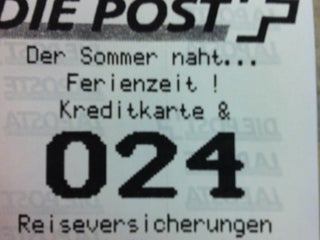 DIE POST
Der Sommer naht...
Ferienzeit !
Kreditkarte &
024
Reiseversicherungen